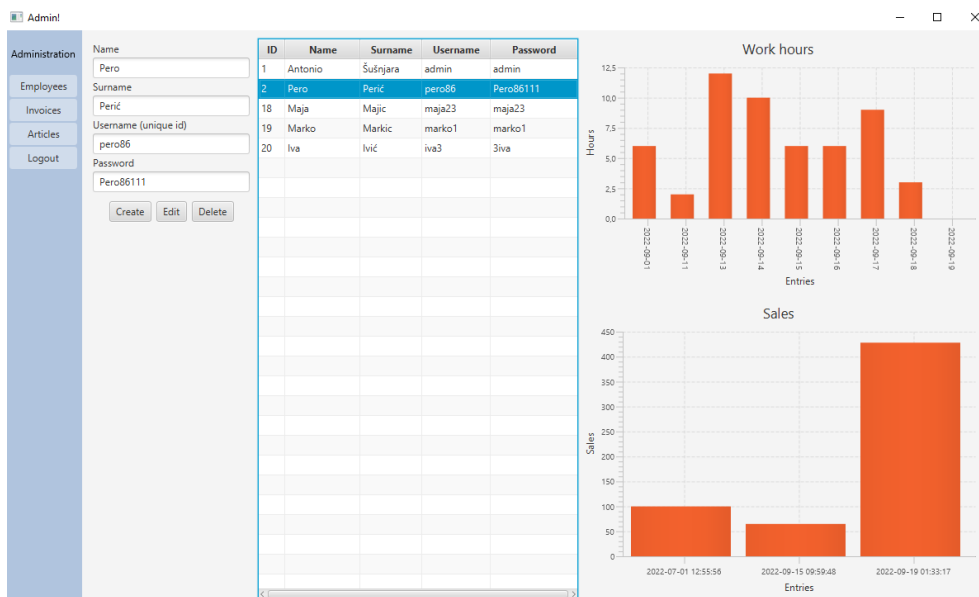 Admin!
Administration
Employees
Invoices
Articles
Logout
Name
Pero
Surname
Perić
Username (unique id)
pero86
Password
Pero86111
Create Edit Delete
ID Name Surname Username Password
1 Antonio Šušnjara admin admin
2 Pero Perić pero86 Pero86111
18 Maja Majic maja23 maja23
19 Marko Markic marko1 marko1
20 Iva Ivić iva3 3iva
Work hours
Hours
12,5
10,0
7,5
5,0
2,5
0,0
2022-09-01
2022-09-11
2022-09-13
2022-09-14
2022-09-15
2022-09-16
2022-09-17
2022-09-18
2022-09-19
Entries
Sales
Sales
450
400
350
300
250
200
150
100
50
0
2022-07-01 12:55:56 2022-09-15 09:59:48 2022-09-19 01:33:17
Entries